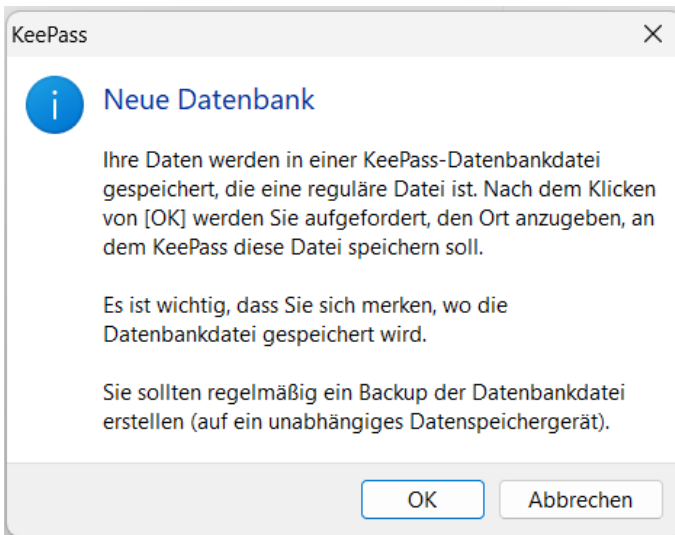 KeePass
Neue Datenbank
Ihre Daten werden in einer KeePass-Datenbankdatei
gespeichert, die eine reguläre Datei ist. Nach dem Klicken
von [OK] werden Sie aufgefordert, den Ort anzugeben, an
dem KeePass diese Datei speichern soll.
Es ist wichtig, dass Sie sich merken, wo die
Datenbankdatei gespeichert wird.
Sie sollten regelmäßig ein Backup der Datenbankdatei
erstellen (auf ein unabhängiges Datenspeichergerät).
OK Abbrechen